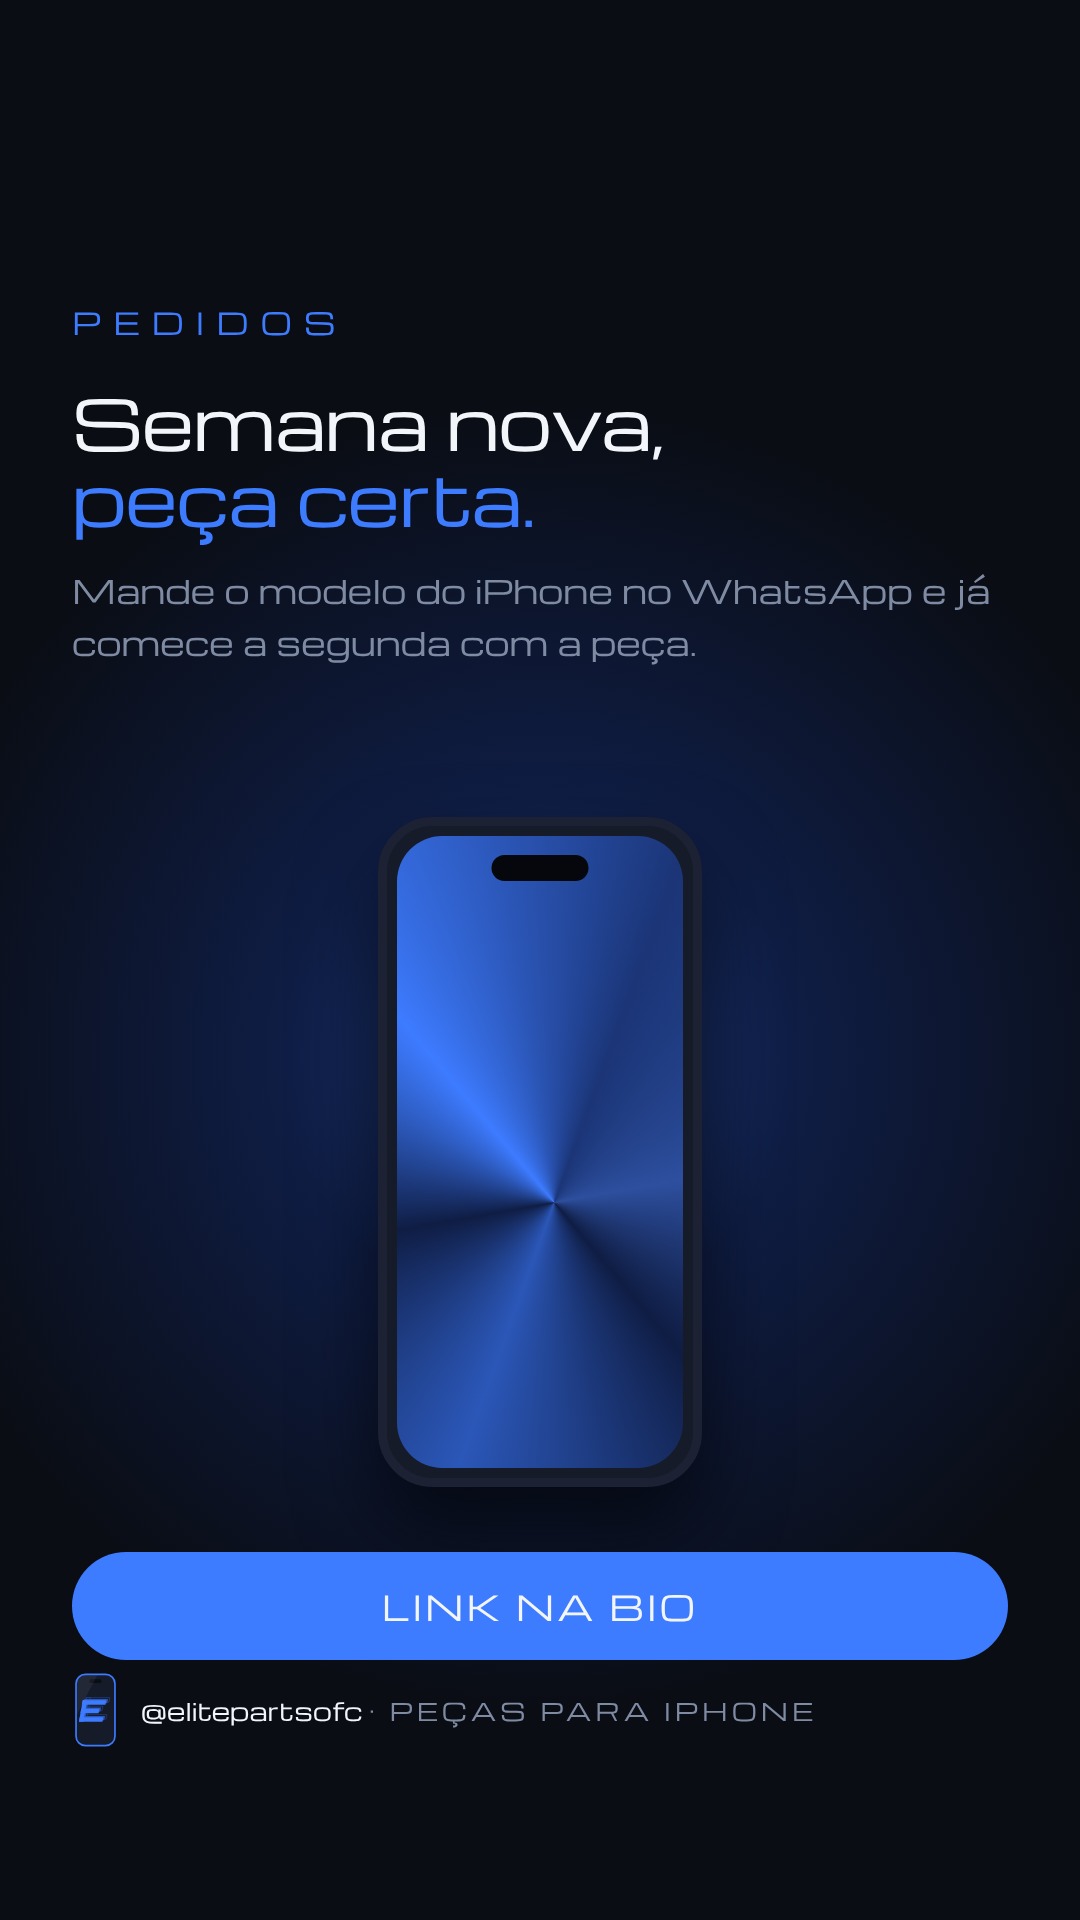 PEDIDOS
Semana nova,
peça certa.
Mande o modelo do iPhone no WhatsApp e já
comece a segunda com a peça.
LINK NA BIO
E
@elitepartsofc · PEÇAS PARA IPHONE